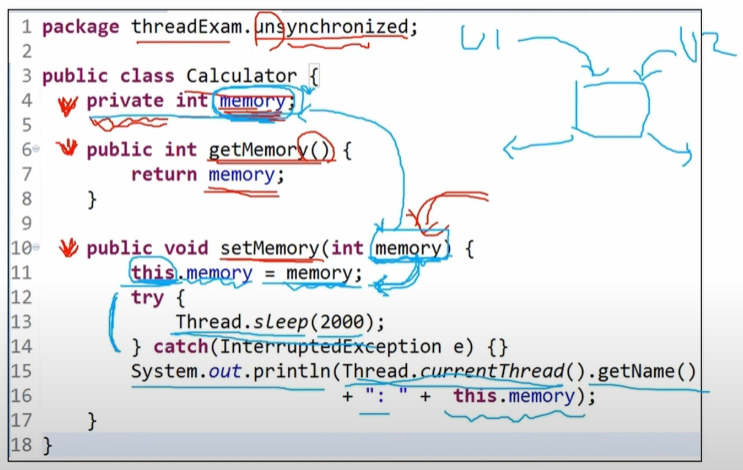 1 package threadExam.unsynchronized;
2
3 public class Calculator {
4 private int memory;
5
6 public int getMemory() {
7 return memory;
8 }
9
10 public void setMemory(int memory) {
11 this.memory = memory;
12 try {
13 Thread.sleep(2000);
14 } catch(InterruptedException e) {}
15 System.out.println(Thread.currentThread().getName()
16 + ": " + this.memory);
17 }
18 }
U1
U2